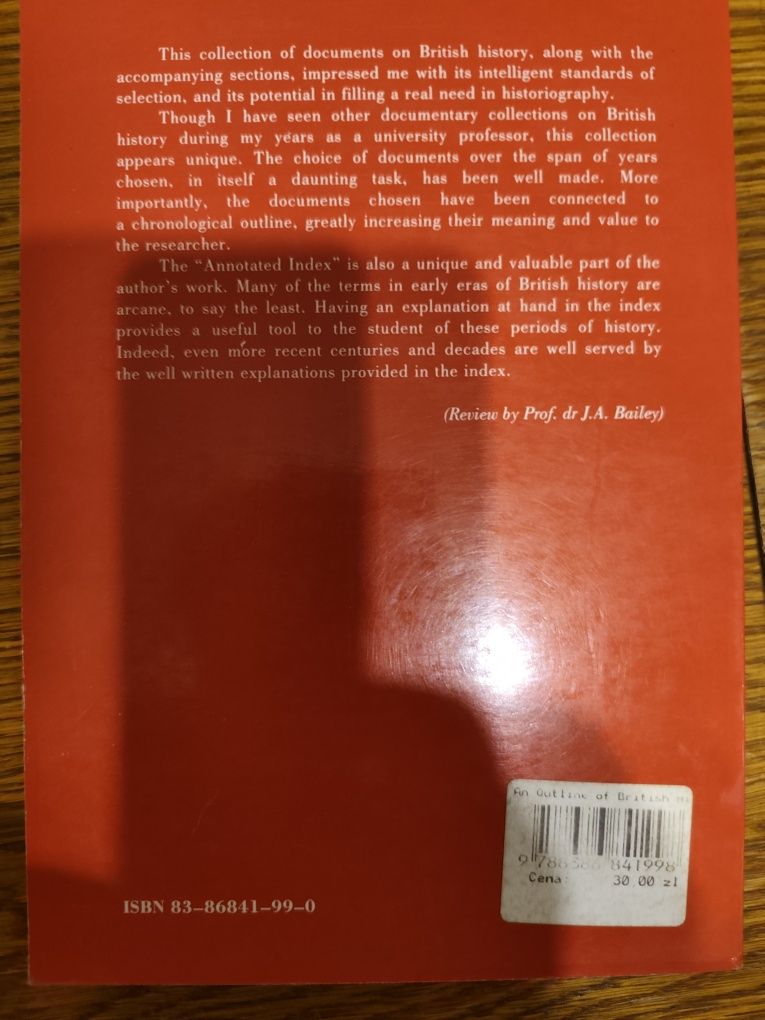 This collection of documents on British history, along with the
accompanying sections, impressed me with its intelligent standards of
selection, and its potential in filling a real need in historiography.
Though I have seen other documentary collections on British
history during my years as a university professor, this collection
appears unique. The choice of documents over the span of years
chosen, in itself a daunting task, has been well made. More
importantly, the documents chosen have been connected to
a chronological outline, greatly increasing their meaning and value to
the researcher.
The “Annotated Index” is also a unique and valuable part of the
author's work. Many of the terms in early eras of British history are
arcane, to say the least. Having an explanation at hand in the index
provides a useful tool to the student of these periods of history.
Indeed, even more recent centuries and decades are well served by
the well written explanations provided in the index.
(Review by Prof. dr J.A. Bailey)
An Outline of British
9 788386 841998
Cena: 30.00 zl
ISBN 83–86841–99–0